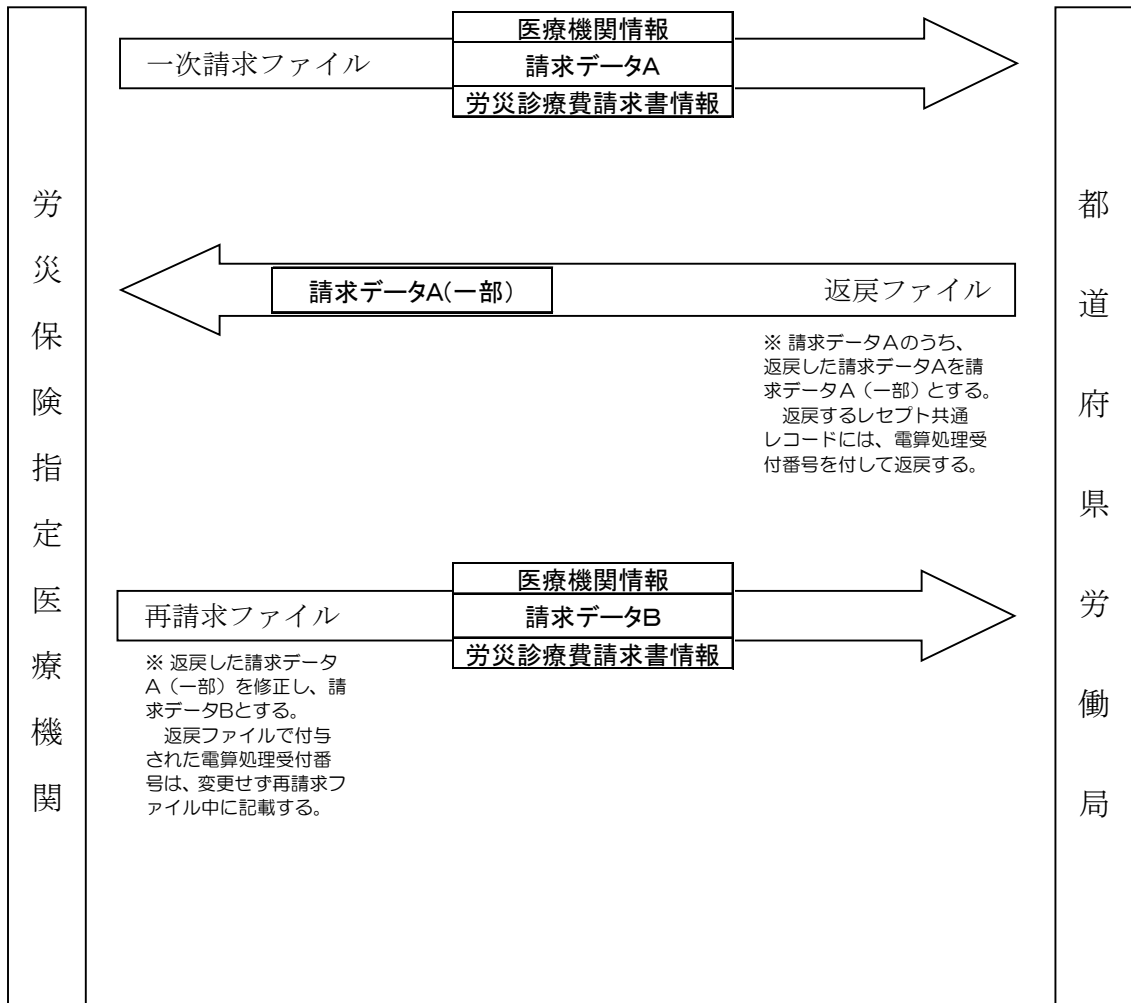 労災保険指定医療機関
都道府県労働局
医療機関情報
一次請求ファイル
請求データA
労災診療費請求書情報
請求データA(一部)
返戻ファイル
※ 請求データAのうち、
返戻した請求データAを請
求データA(一部)とする。
返戻するレセプト共通
レコードには、電算処理受
付番号を付して返戻する。
医療機関情報
再請求ファイル
請求データB
労災診療費請求書情報
※ 返戻した請求データ
A(一部)を修正し、請
求データBとする。
返戻ファイルで付与
された電算処理受付番
号は、変更せず再請求フ
ァイル中に記載する。